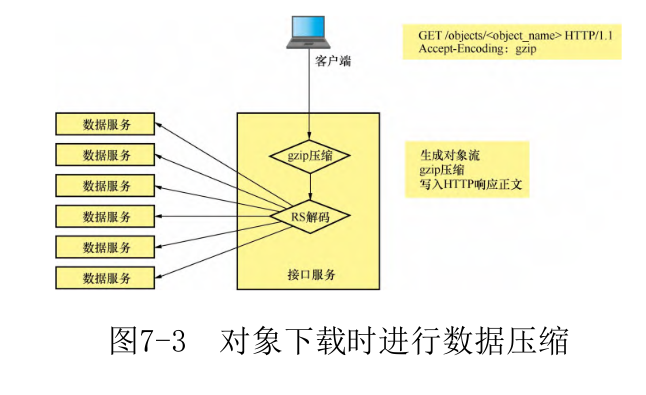 GET /objects/<object_name> HTTP/1.1
Accept-Encoding: gzip
客户端
数据服务
数据服务
数据服务
数据服务
数据服务
数据服务
gzip压缩
RS解码
接口服务
生成对象流
gzip压缩
写入HTTP响应正文
图7-3 对象下载时进行数据压缩